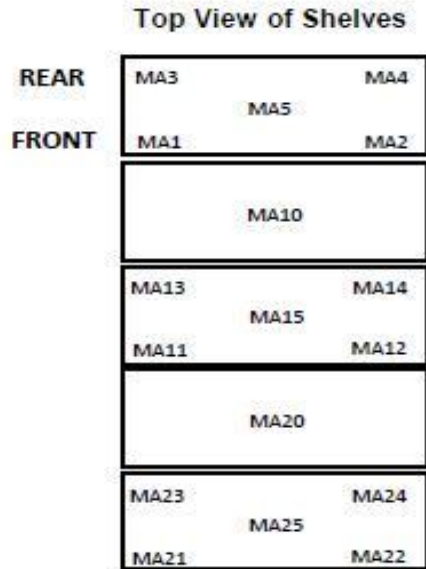 Top View of Shelves
REAR MA3 MA4
MA5
FRONT MA1 MA2
MA10
MA13 MA14
MA15
MA11 MA12
MA20
MA23 MA24
MA25
MA21 MA22